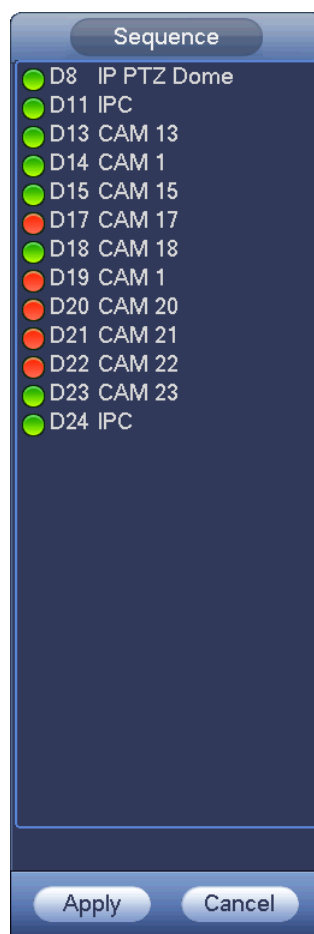 Sequence
D8 IP PTZ Dome
D11 IPC
D13 CAM 13
D14 CAM 1
D15 CAM 15
D17 CAM 17
D18 CAM 18
D19 CAM 1
D20 CAM 20
D21 CAM 21
D22 CAM 22
D23 CAM 23
D24 IPC
Apply Cancel